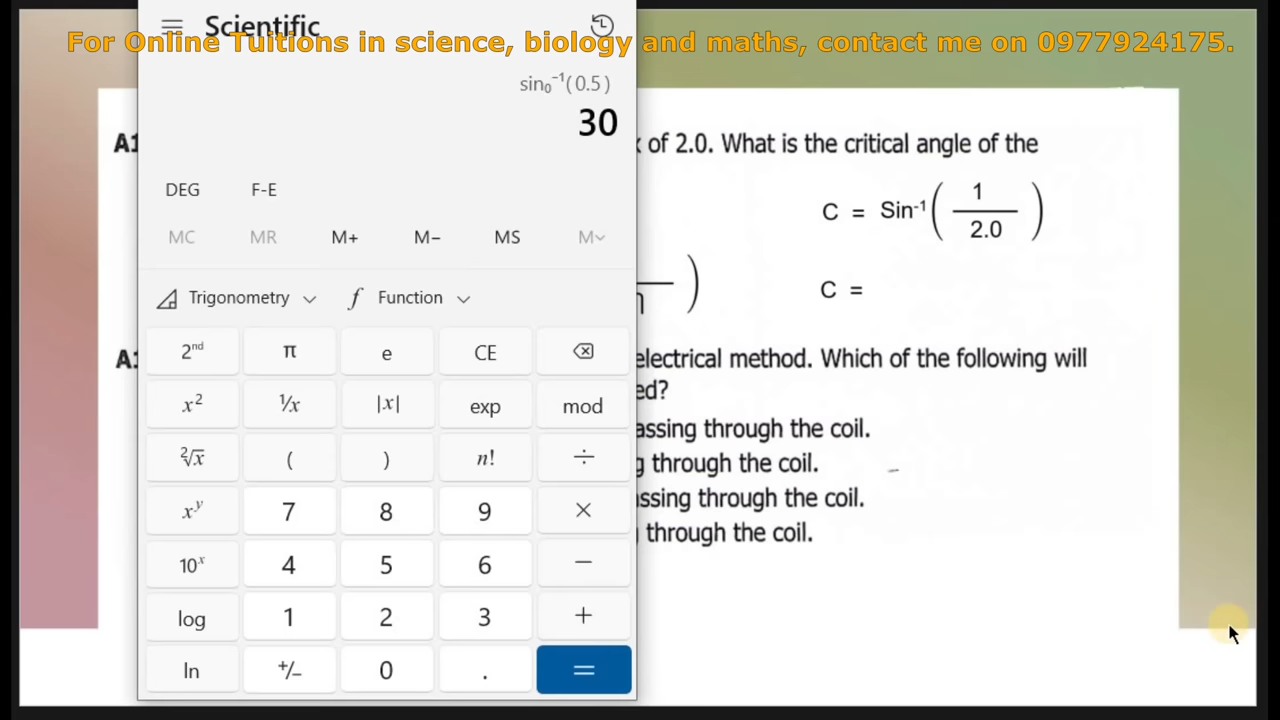 Scientific
For Online Tuitions in science, biology and maths, contact me on 0977924175.
sin₀⁻¹(0.5)
30
DEG F-E
MC MR M+ M− MS M
Trigonometry f Function
2ⁿᵈ π e CE
x² ¹/x |x| exp mod
²√x ( ) n! ÷
xʸ 7 8 9 ×
10ˣ 4 5 6 −
log 1 2 3 +
ln +/− 0 . =
of 2.0. What is the critical angle of the
C = Sin⁻¹( 1
2.0 )
)
C =
electrical method. Which of the following will
ed?
assing through the coil.
g through the coil.
assing through the coil.
through the coil.